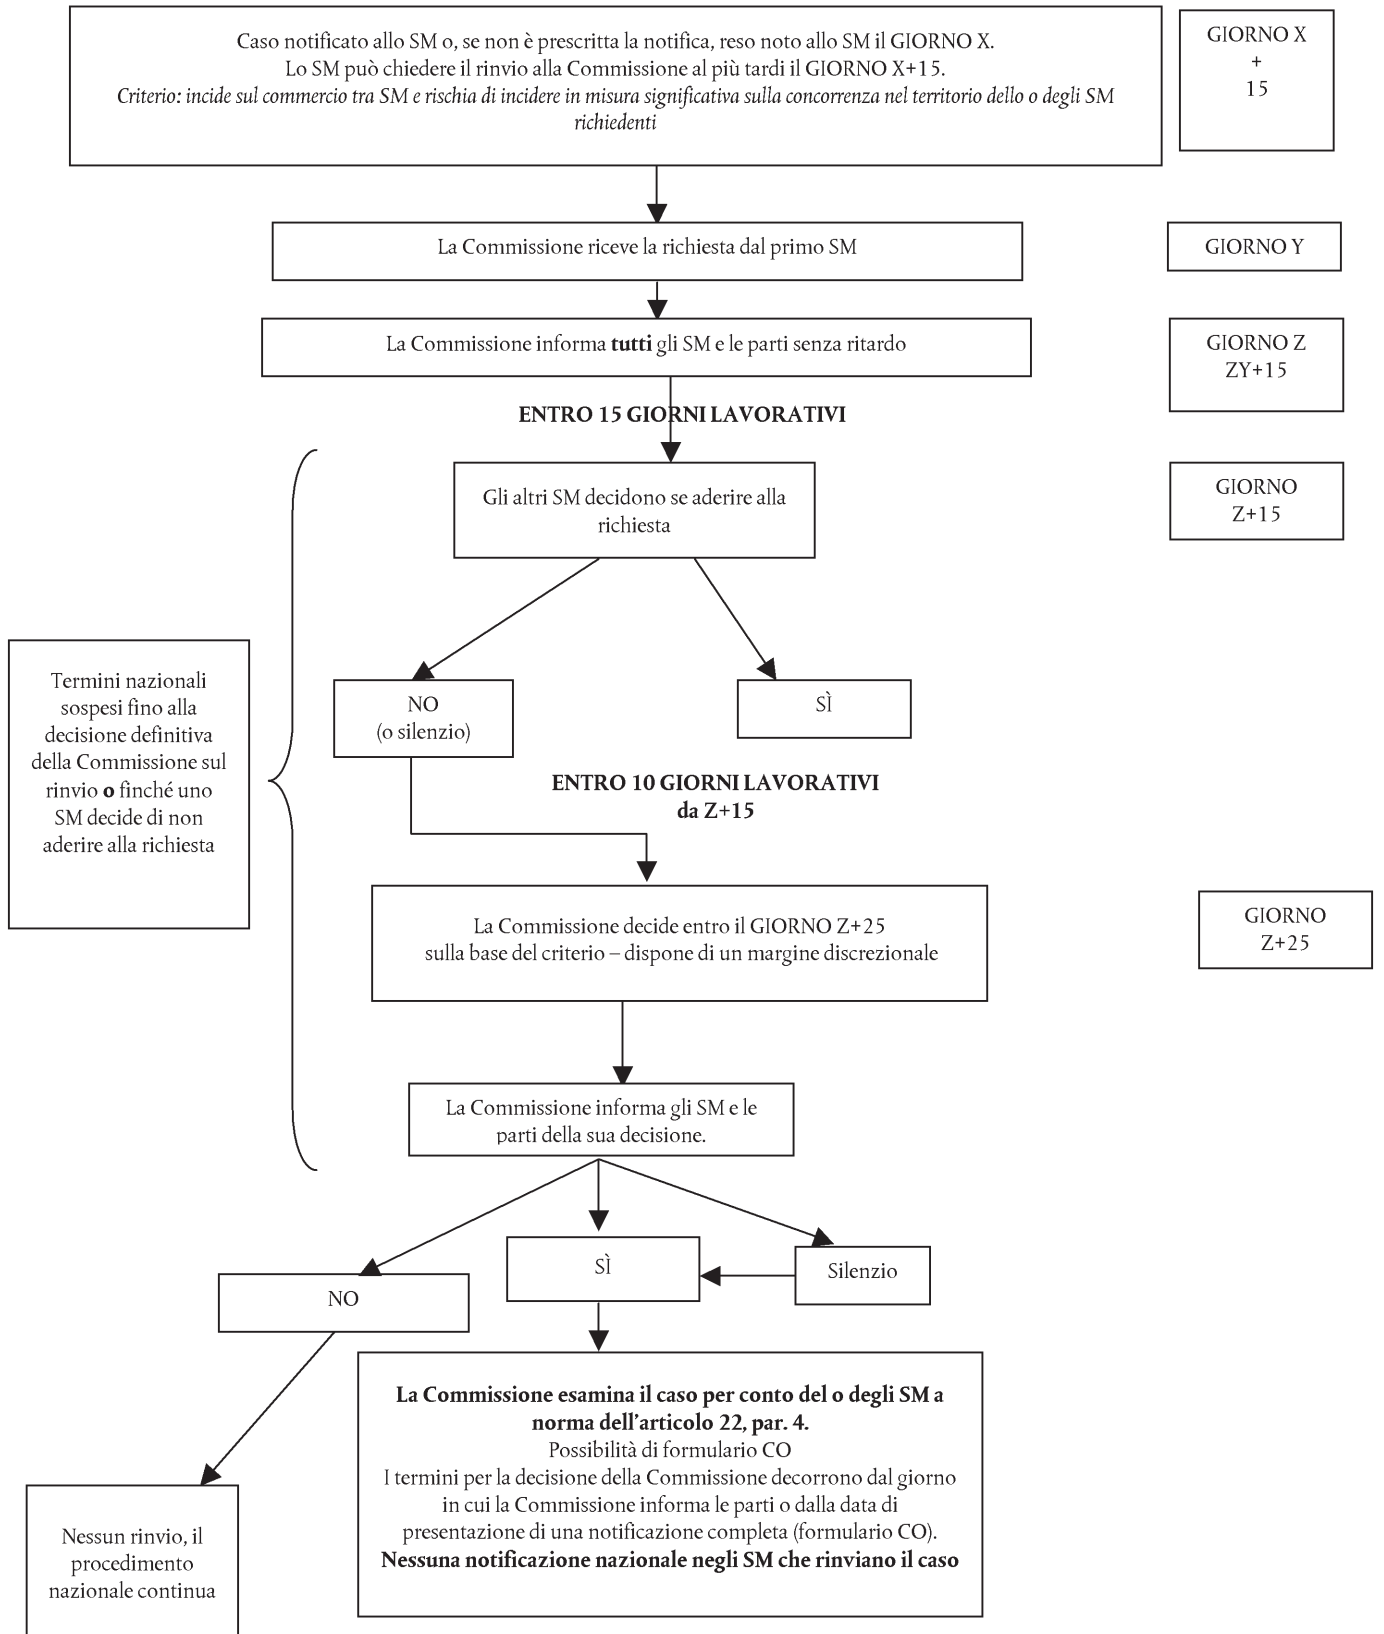 Caso notificato allo SM o, se non è prescritta la notifica, reso noto allo SM il GIORNO X.
Lo SM può chiedere il rinvio alla Commissione al più tardi il GIORNO X+15.
Criterio: incide sul commercio tra SM e rischia di incidere in misura significativa sulla concorrenza nel territorio dello o degli SM
richiedenti
GIORNO X
+
15
La Commissione riceve la richiesta dal primo SM
GIORNO Y
La Commissione informa tutti gli SM e le parti senza ritardo
GIORNO Z
ZY+15
ENTRO 15 GIORNI LAVORATIVI
Gli altri SM decidono se aderire alla
richiesta
GIORNO
Z+15
Termini nazionali
sospesi fino alla
decisione definitiva
della Commissione sul
rinvio o finché uno
SM decide di non
aderire alla richiesta
NO
(o silenzio)
SÌ
ENTRO 10 GIORNI LAVORATIVI
da Z+15
La Commissione decide entro il GIORNO Z+25
sulla base del criterio – dispone di un margine discrezionale
GIORNO
Z+25
La Commissione informa gli SM e le
parti della sua decisione.
NO
SÌ
Silenzio
La Commissione esamina il caso per conto del o degli SM a
norma dell'articolo 22, par. 4.
Possibilità di formulario CO
I termini per la decisione della Commissione decorrono dal giorno
in cui la Commissione informa le parti o dalla data di
presentazione di una notificazione completa (formulario CO).
Nessuna notificazione nazionale negli SM che rinviano il caso
Nessun rinvio, il
procedimento
nazionale continua